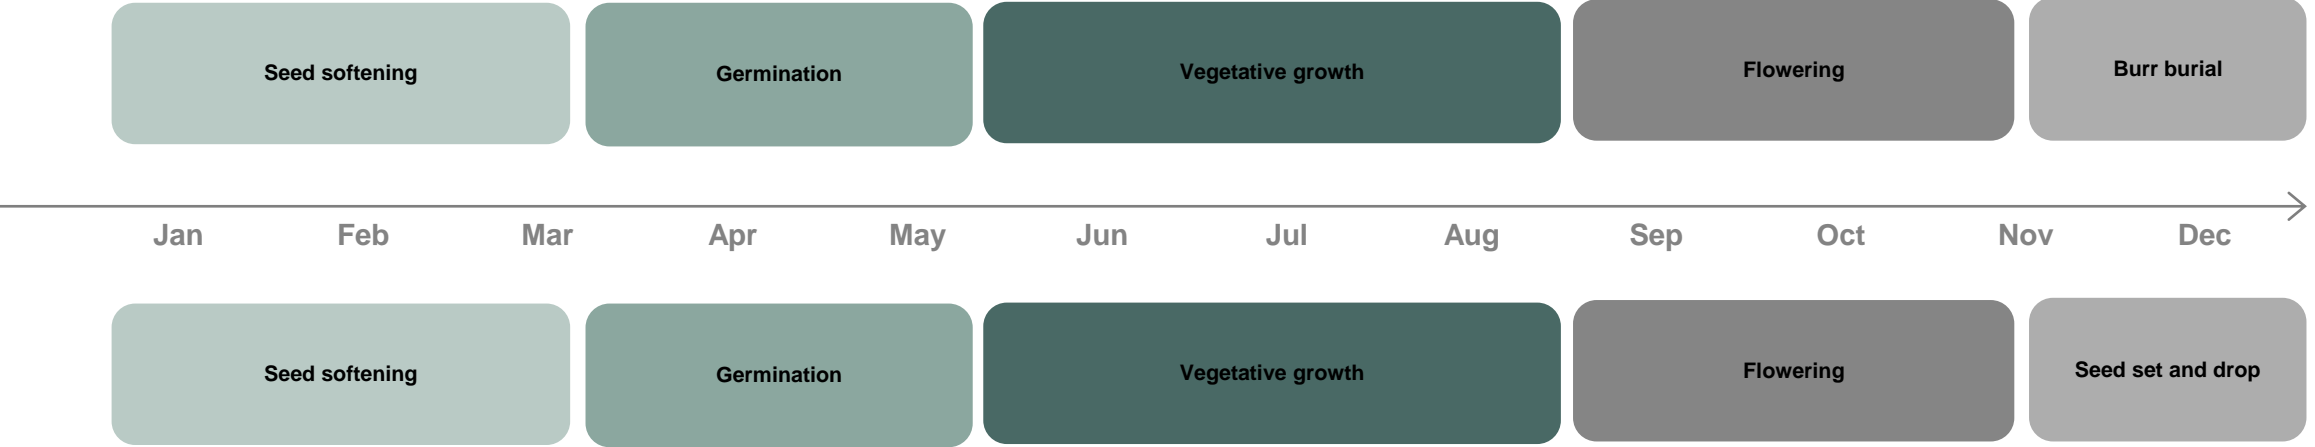 Seed softening
Germination
Vegetative growth
Flowering
Burr burial
Jan Feb Mar Apr May Jun Jul Aug Sep Oct Nov Dec
Seed softening
Germination
Vegetative growth
Flowering
Seed set and drop